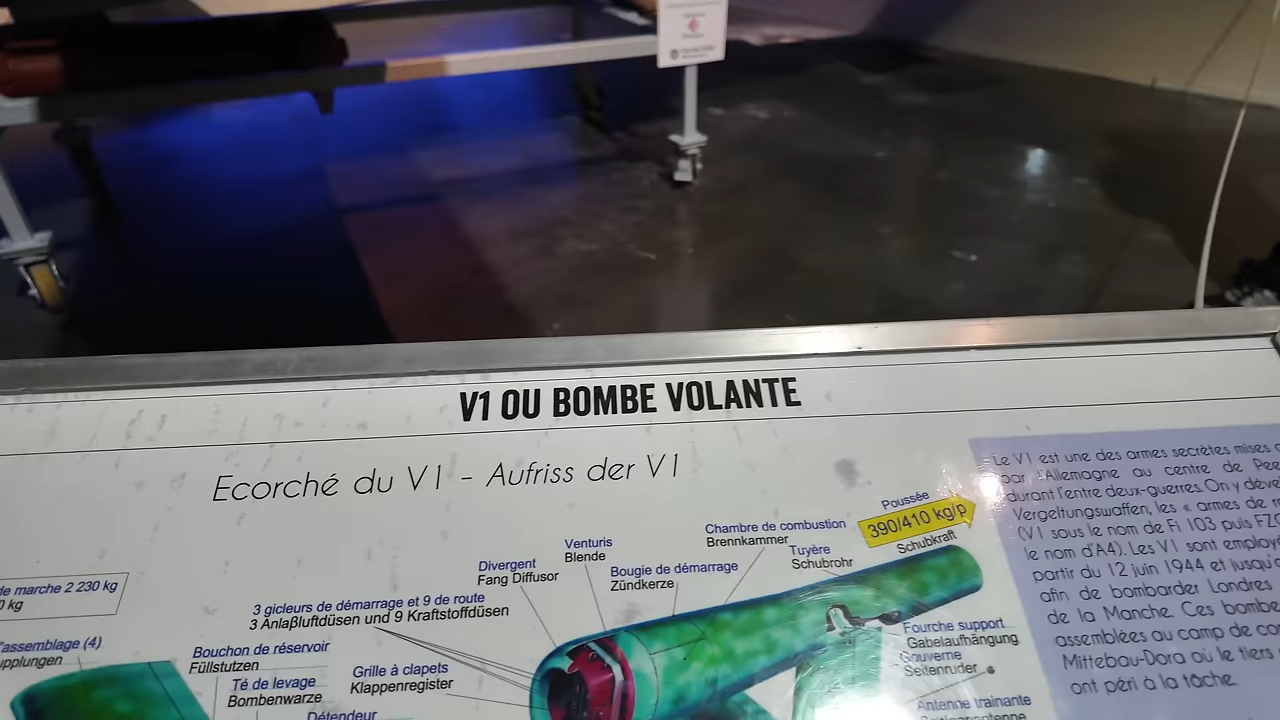 V1 OU BOMBE VOLANTE
Ecorché du V1 - Aufriss der V1
Poussée
390/410 kg/p
Schubkraft
Chambre de combustion
Brennkammer
Tuyère
Schubrohr
Venturis
Blende
Bougie de démarrage
Zündkerze
Divergent
Fang Diffusor
3 gicleurs de démarrage et 9 de route
3 Anlaßluftdüsen und 9 Kraftstoffdüsen
de marche 2 230 kg
0 kg
'assemblage (4)
upplungen
Bouchon de réservoir
Füllstutzen
Grille à clapets
Klappenregister
Té de levage
Bombenwarze
Détendeur
Fourche support
Gabelaufhängung
Gouverne
Seitenruder
Antenne trainante
Le V1 est une des armes secrètes mises
par l'Allemagne au centre de Pee
durant l'entre deux-guerres. On y déve
Vergeltungswaffen, les « armes de r
(V1 sous le nom de Fi 103 puis FZG
le nom d'A4). Les V1 sont employé
partir du 12 juin 1944 et jusqu'
afin de bombarder Londres
de la Manche. Ces bombe
assemblées au camp de co
Mittebau-Dora où le tiers
ont péri à la tâche.